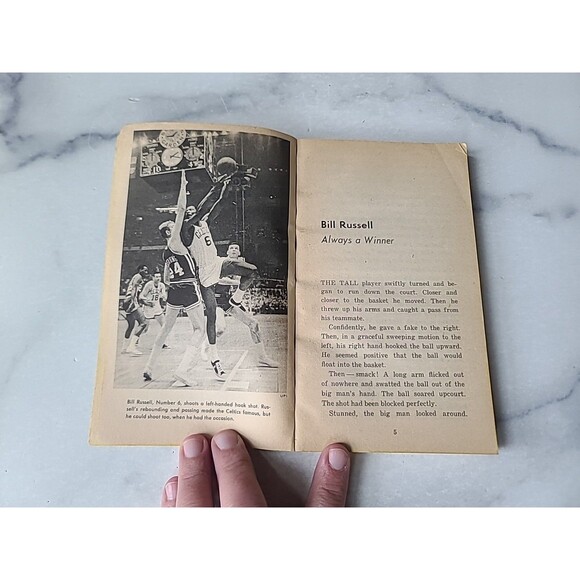 10
CELTICS
6
34
18
UPI
Bill Russell, Number 6, shoots a left-handed hook shot. Rus-
sell's rebounding and passing made the Celtics famous, but
he could shoot too, when he had the occasion.
Bill Russell
Always a Winner
THE TALL player swiftly turned and be-
gan to run down the court. Closer and
closer to the basket he moved. Then he
threw up his arms and caught a pass from
his teammate.
Confidently, he gave a fake to the right.
Then, in a graceful sweeping motion to the
left, his right hand hooked the ball upward.
He seemed positive that the ball would
float into the basket.
Then—smack! A long arm flicked out
of nowhere and swatted the ball out of the
big man's hand. The ball soared upcourt.
The shot had been blocked perfectly.
Stunned, the big man looked around.
5